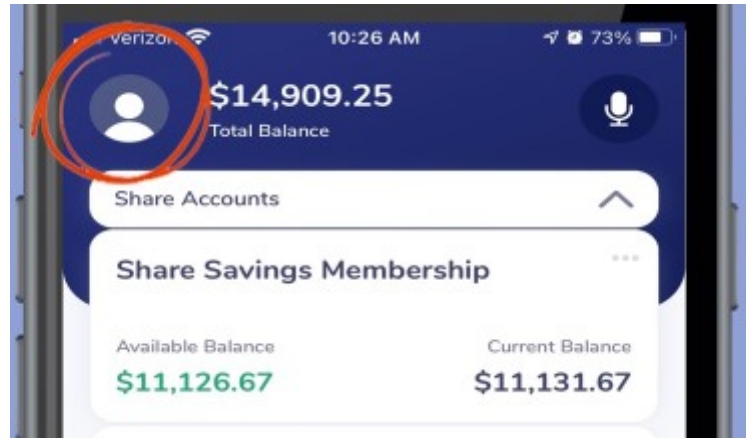 Verizon 10:26 AM 73%
$14,909.25
Total Balance
Share Accounts
Share Savings Membership
Available Balance Current Balance
$11,126.67 $11,131.67